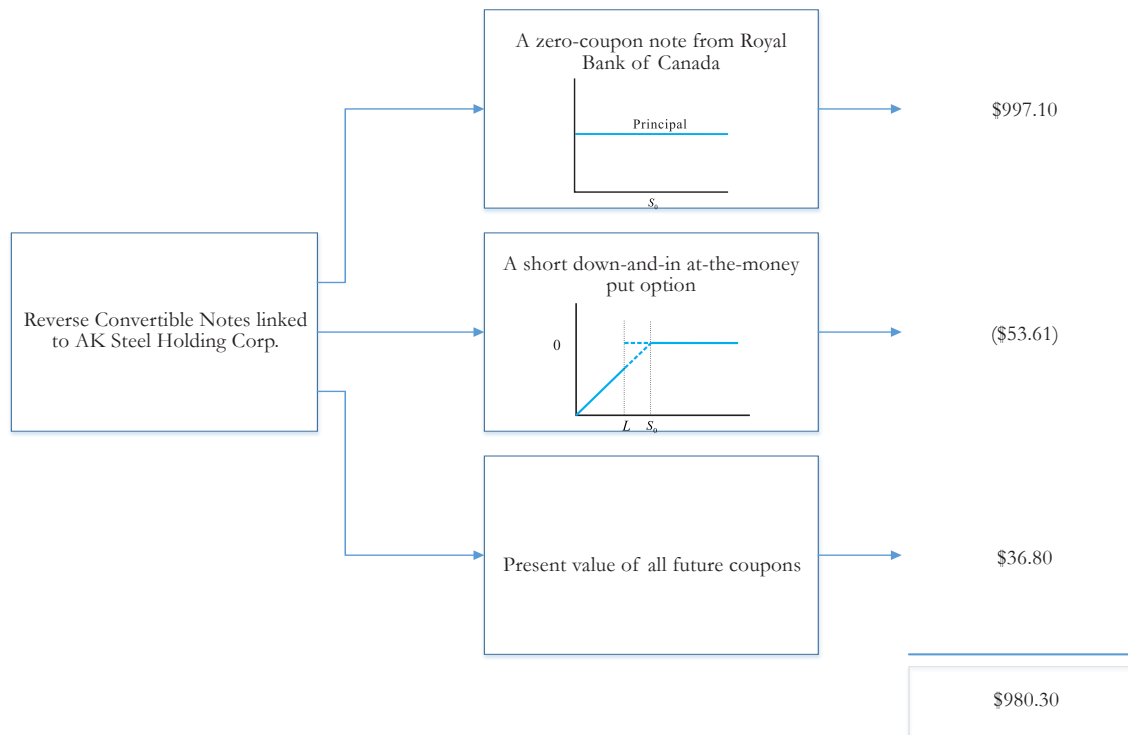 A zero-coupon note from Royal
Bank of Canada
Principal
S₀
$997.10
Reverse Convertible Notes linked
to AK Steel Holding Corp.
A short down-and-in at-the-money
put option
0
L S₀
($53.61)
Present value of all future coupons
$36.80
$980.30